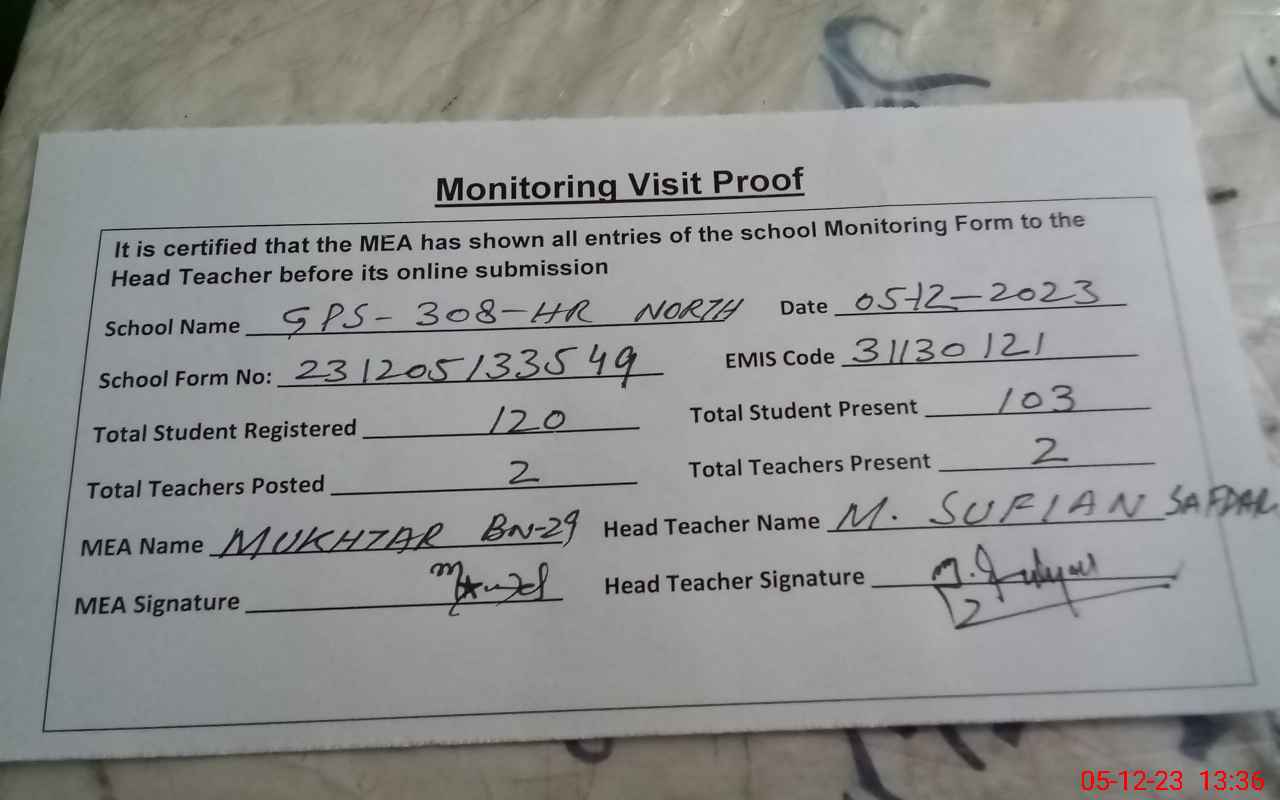 Monitoring Visit Proof
It is certified that the MEA has shown all entries of the school Monitoring Form to the
Head Teacher before its online submission
School Name GPS-308-HR NORTH Date 05-12-2023
School Form No: 23120513354 9 EMIS Code 31130121
Total Student Registered 120 Total Student Present 103
Total Teachers Posted 2 Total Teachers Present 2
MEA Name MUKHTAR BN-29 Head Teacher Name M. SUFIAN SAFDAR
MEA Signature Head Teacher Signature
05-12-23 13:36